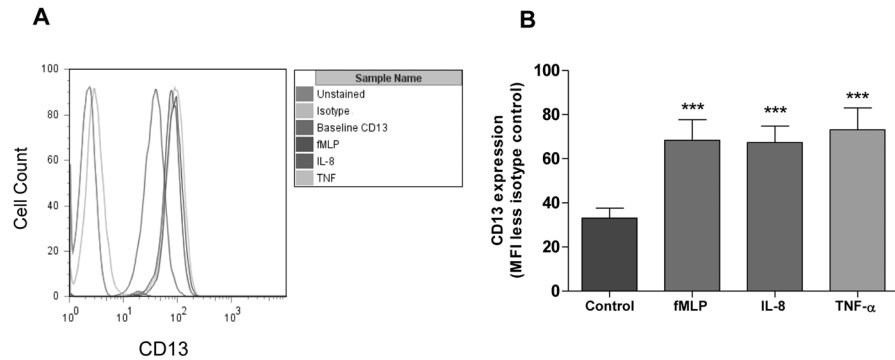 A
Cell Count
100
80
60
40
20
0
10^0
10^1
10^2
10^3
CD13
Sample Name
Unstained
Isotype
Baseline CD13
fMLP
IL-8
TNF
B
CD13 expression
(MFI less isotype control)
100
80
60
40
20
0
***
***
***
Control
fMLP
IL-8
TNF-α